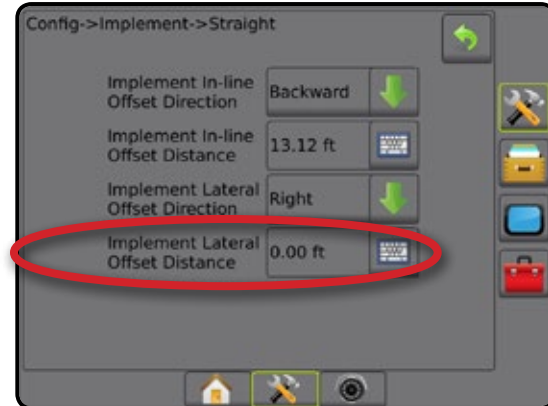 Config->Implement->Straight
Implement In-line
Offset Direction
Backward
Implement In-line
Offset Distance
13.12 ft
Implement Lateral
Offset Direction
Right
Implement Lateral
Offset Distance
0.00 ft